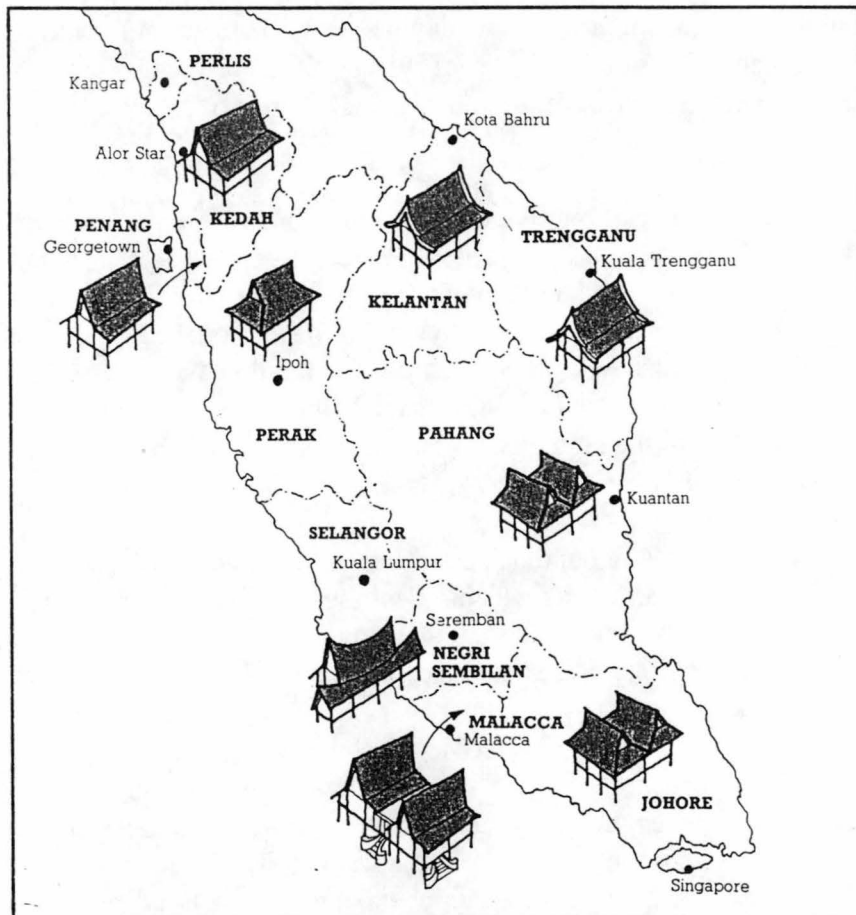 PERLIS
Kangar
Kota Bahru
Alor Star
PENANG
KEDAH
Georgetown
TRENGGANU
Kuala Trengganu
KELANTAN
Ipoh
PERAK
PAHANG
Kuantan
SELANGOR
Kuala Lumpur
Seremban
NEGRI
SEMBILAN
MALACCA
Malacca
JOHORE
Singapore